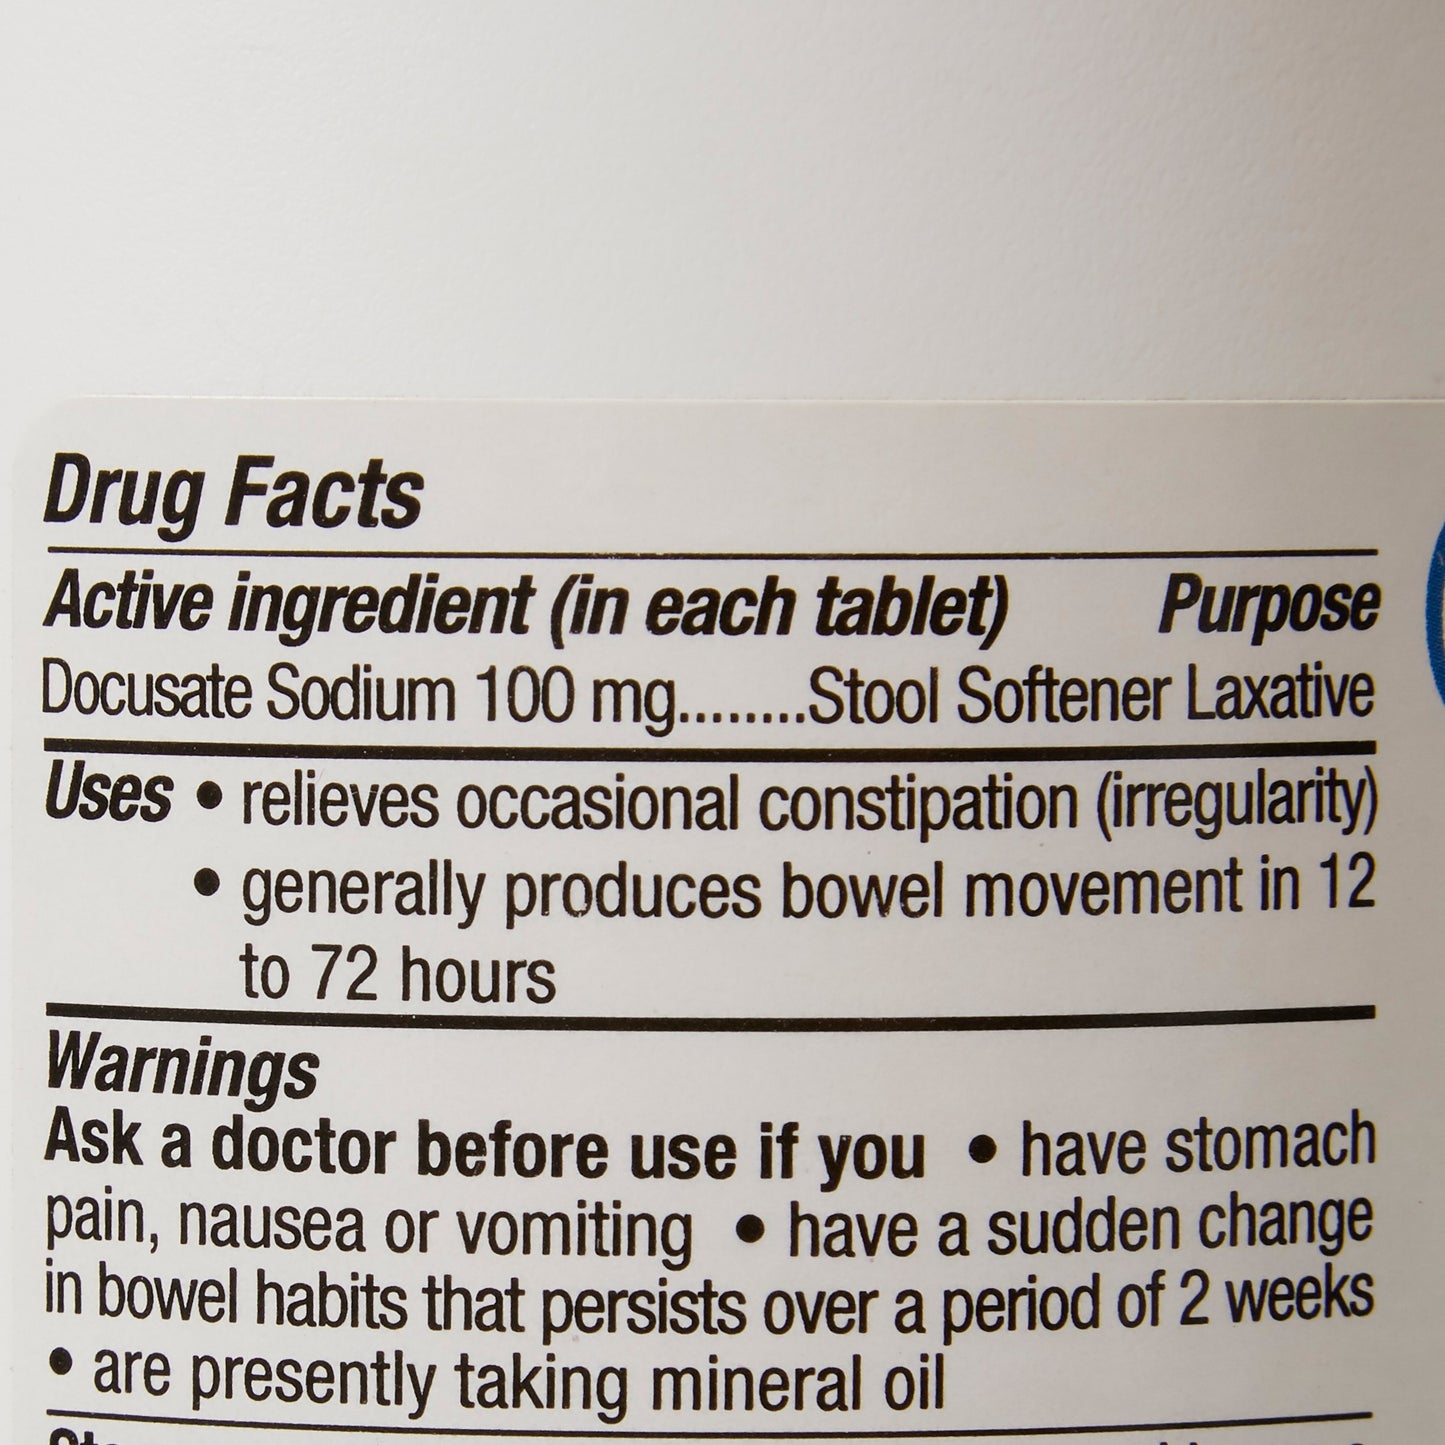 Drug Facts
Active ingredient (in each tablet) Purpose
Docusate Sodium 100 mg........Stool Softener Laxative
Uses • relieves occasional constipation (irregularity)
• generally produces bowel movement in 12
to 72 hours
Warnings
Ask a doctor before use if you • have stomach
pain, nausea or vomiting • have a sudden change
in bowel habits that persists over a period of 2 weeks
• are presently taking mineral oil